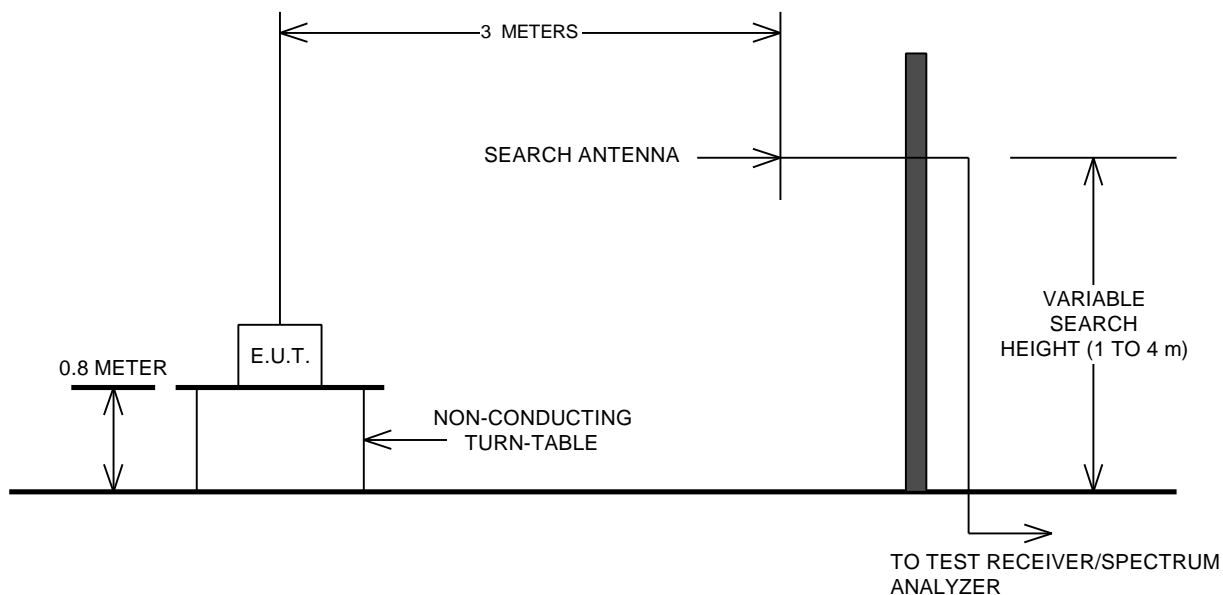 3 METERS
SEARCH ANTENNA
VARIABLE
SEARCH
HEIGHT (1 TO 4 m)
E.U.T.
0.8 METER
NON-CONDUCTING
TURN-TABLE
TO TEST RECEIVER/SPECTRUM
ANALYZER